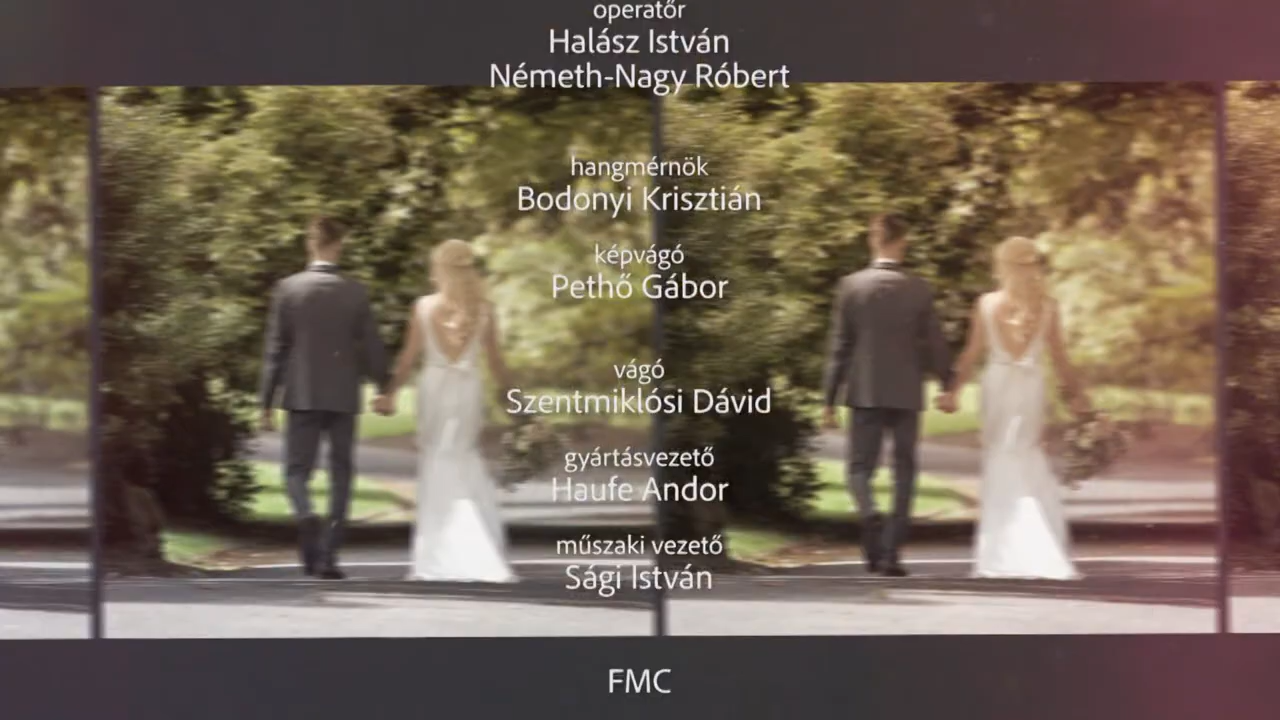 operatőr
Halász István
Németh-Nagy Róbert
hangmérnök
Bodonyi Krisztián
képvágó
Pethő Gábor
vágó
Szentmiklósi Dávid
gyártásvezető
Haufe Andor
műszaki vezető
Sági István
FMC